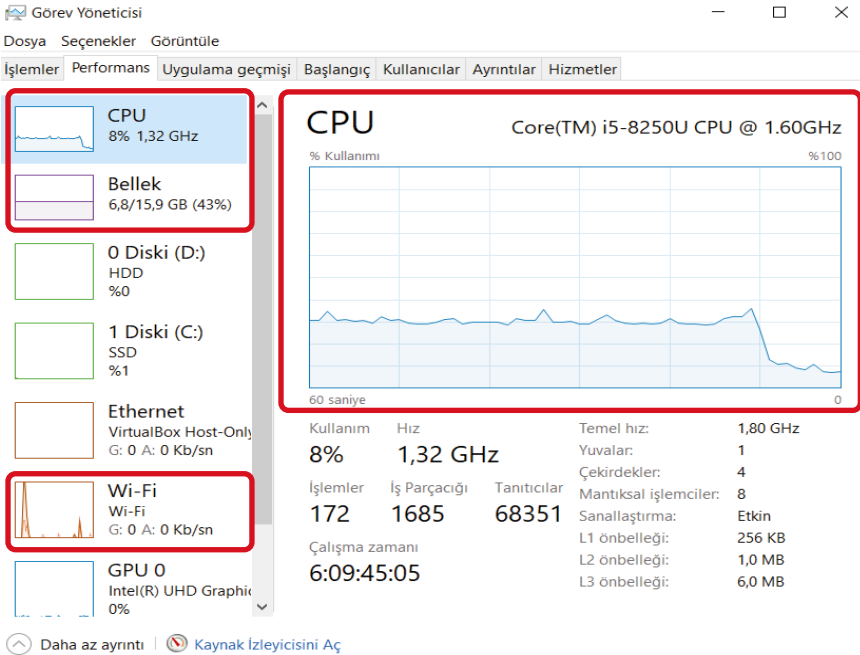 Görev Yöneticisi
Dosya Seçenekler Görüntüle
İşlemler Performans Uygulama geçmişi Başlangıç Kullanıcılar Ayrıntılar Hizmetler
CPU
8% 1,32 GHz
Bellek
6,8/15,9 GB (43%)
0 Diski (D:)
HDD
%0
1 Diski (C:)
SSD
%1
Ethernet
VirtualBox Host-Only
G: 0 A: 0 Kb/sn
Wi-Fi
Wi-Fi
G: 0 A: 0 Kb/sn
GPU 0
Intel(R) UHD Graphic
0%
CPU
Core(TM) i5-8250U CPU @ 1.60GHz
% Kullanımı %100
60 saniye 0
Kullanım Hız
8% 1,32 GHz
İşlemler İş Parçacığı Tanıtıcılar
172 1685 68351
Çalışma zamanı
6:09:45:05
Temel hız: 1,80 GHz
Yuvalar: 1
Çekirdekler: 4
Mantıksal işlemciler: 8
Sanallaştırma: Etkin
L1 önbelleği: 256 KB
L2 önbelleği: 1,0 MB
L3 önbelleği: 6,0 MB
Daha az ayrıntı Kaynak İzleyicisini Aç